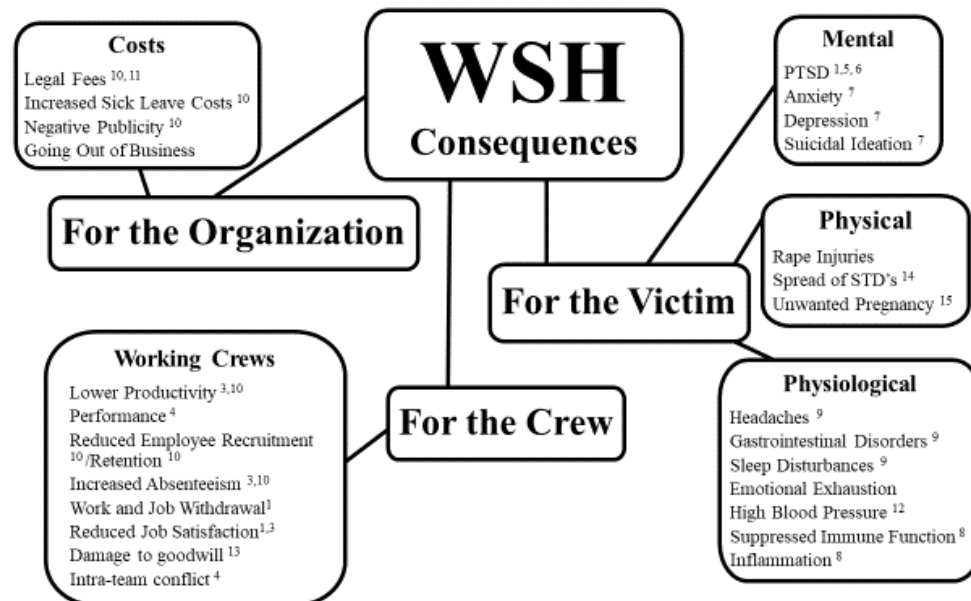 WSH
Consequences
Costs
Legal Fees 10, 11
Increased Sick Leave Costs 10
Negative Publicity 10
Going Out of Business
For the Organization
Mental
PTSD 1,5, 6
Anxiety 7
Depression 7
Suicidal Ideation 7
Physical
Rape Injuries
Spread of STD's 14
Unwanted Pregnancy 15
For the Victim
Physiological
Headaches 9
Gastrointestinal Disorders 9
Sleep Disturbances 9
Emotional Exhaustion
High Blood Pressure 12
Suppressed Immune Function 8
Inflammation 8
For the Crew
Working Crews
Lower Productivity 3,10
Performance 4
Reduced Employee Recruitment
10/Retention 10
Increased Absenteeism 3,10
Work and Job Withdrawal1
Reduced Job Satisfaction1,3
Damage to goodwill 13
Intra-team conflict 4